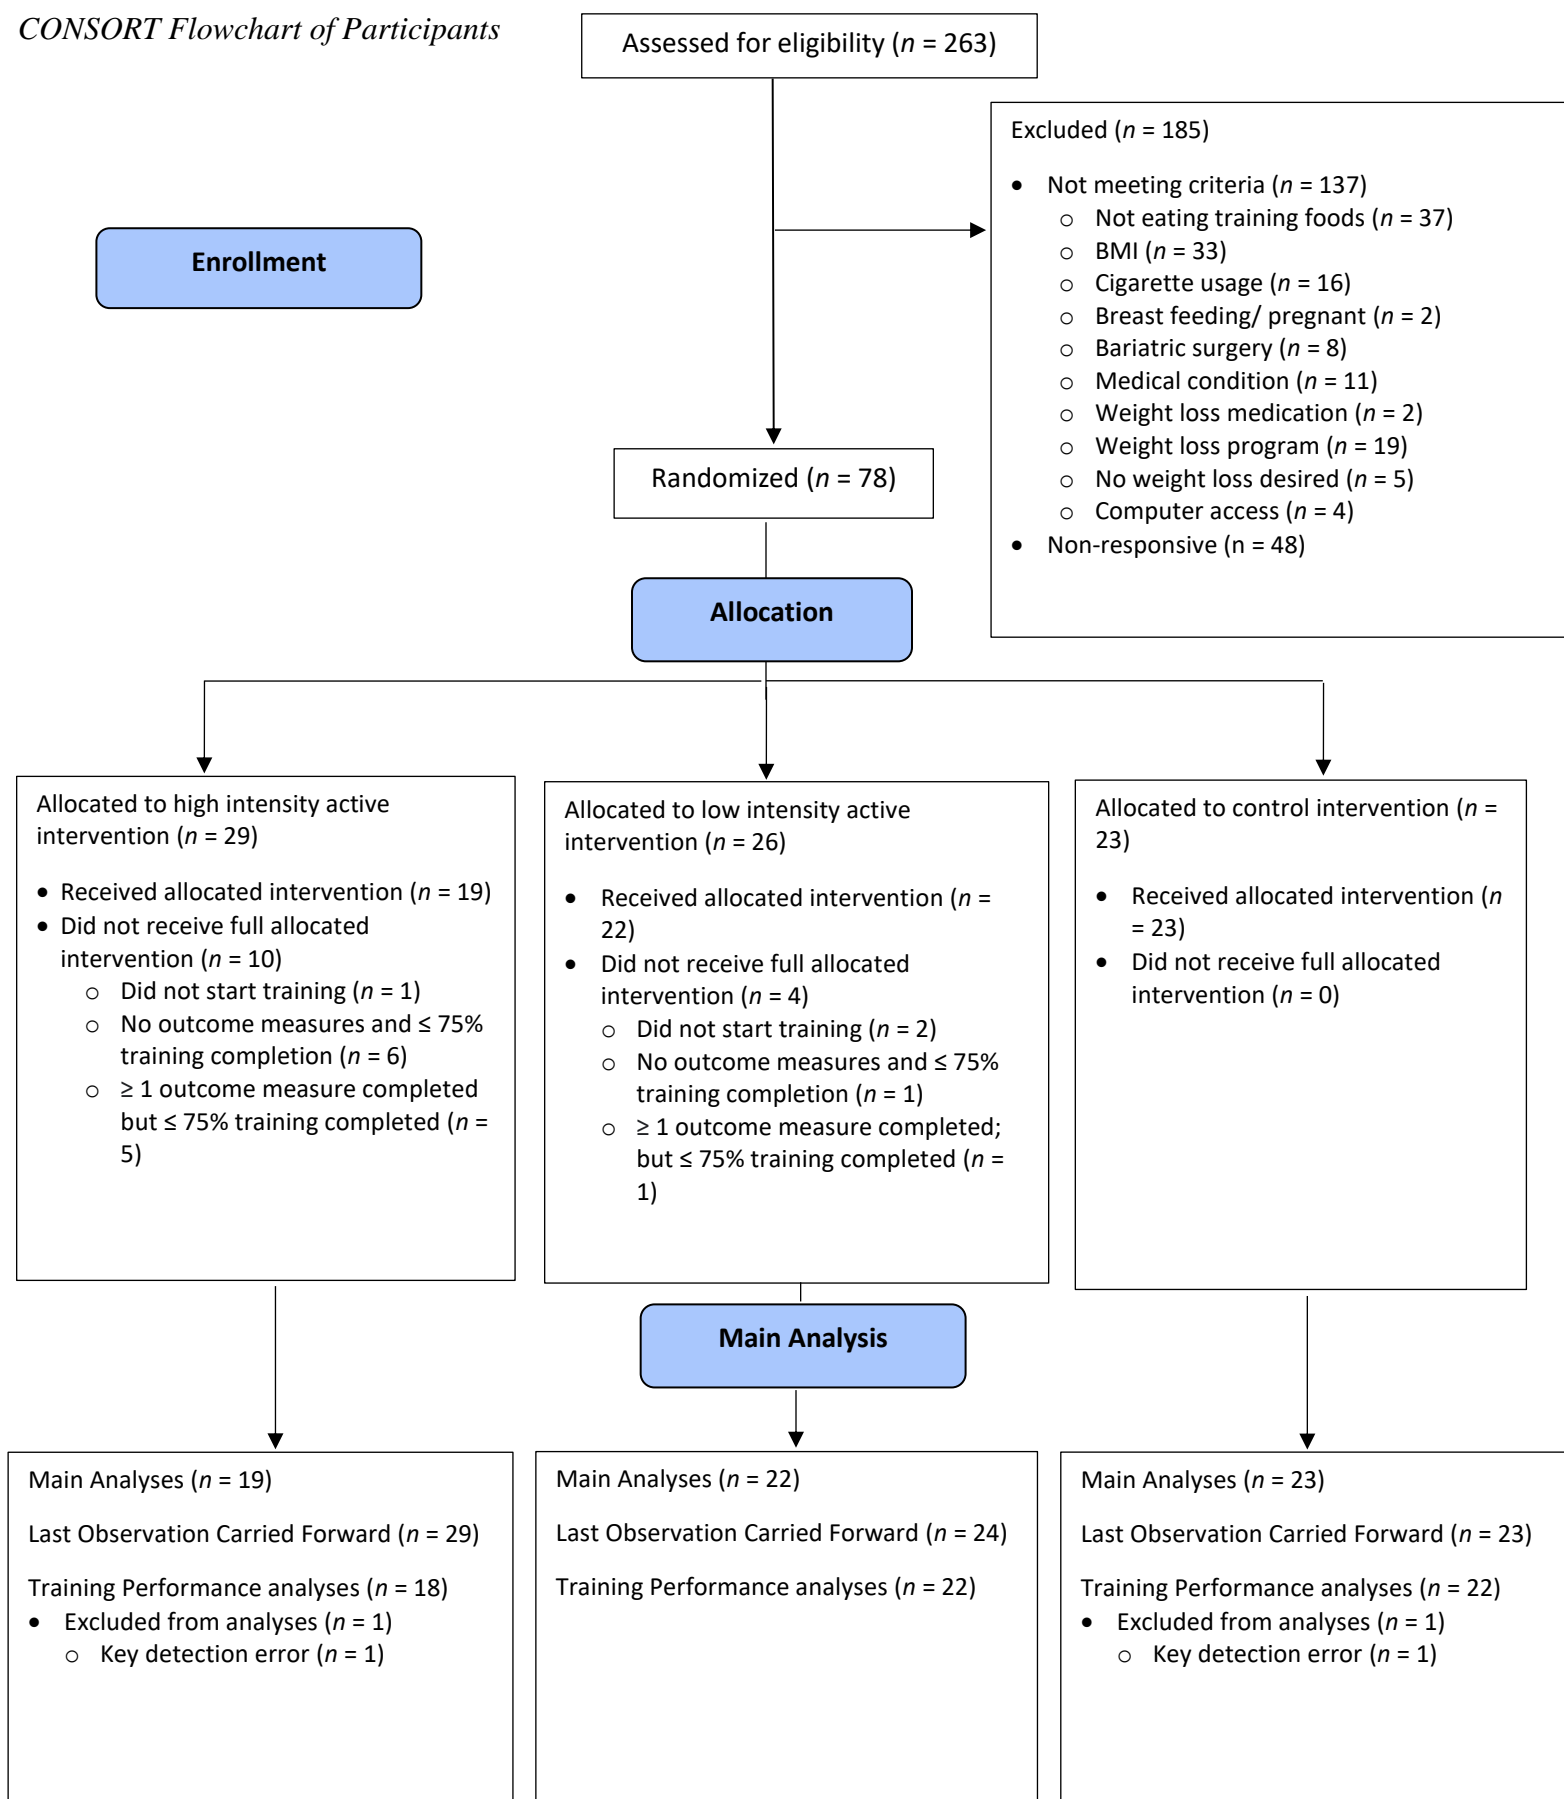 CONSORT Flowchart of Participants
Assessed for eligibility (n = 263)
Excluded (n = 185)
• Not meeting criteria (n = 137)
o Not eating training foods (n = 37)
o BMI (n = 33)
o Cigarette usage (n = 16)
o Breast feeding/ pregnant (n = 2)
o Bariatric surgery (n = 8)
o Medical condition (n = 11)
o Weight loss medication (n = 2)
o Weight loss program (n = 19)
o No weight loss desired (n = 5)
o Computer access (n = 4)
• Non-responsive (n = 48)
Enrollment
Randomized (n = 78)
Allocation
Allocated to high intensity active
intervention (n = 29)
• Received allocated intervention (n = 19)
• Did not receive full allocated
intervention (n = 10)
o Did not start training (n = 1)
o No outcome measures and ≤ 75%
training completion (n = 6)
o ≥ 1 outcome measure completed
but ≤ 75% training completed (n =
5)
Allocated to low intensity active
intervention (n = 26)
• Received allocated intervention (n =
22)
• Did not receive full allocated
intervention (n = 4)
o Did not start training (n = 2)
o No outcome measures and ≤ 75%
training completion (n = 1)
o ≥ 1 outcome measure completed;
but ≤ 75% training completed (n =
1)
Allocated to control intervention (n =
23)
• Received allocated intervention (n
= 23)
• Did not receive full allocated
intervention (n = 0)
Main Analysis
Main Analyses (n = 19)
Last Observation Carried Forward (n = 29)
Training Performance analyses (n = 18)
• Excluded from analyses (n = 1)
o Key detection error (n = 1)
Main Analyses (n = 22)
Last Observation Carried Forward (n = 24)
Training Performance analyses (n = 22)
Main Analyses (n = 23)
Last Observation Carried Forward (n = 23)
Training Performance analyses (n = 22)
• Excluded from analyses (n = 1)
o Key detection error (n = 1)